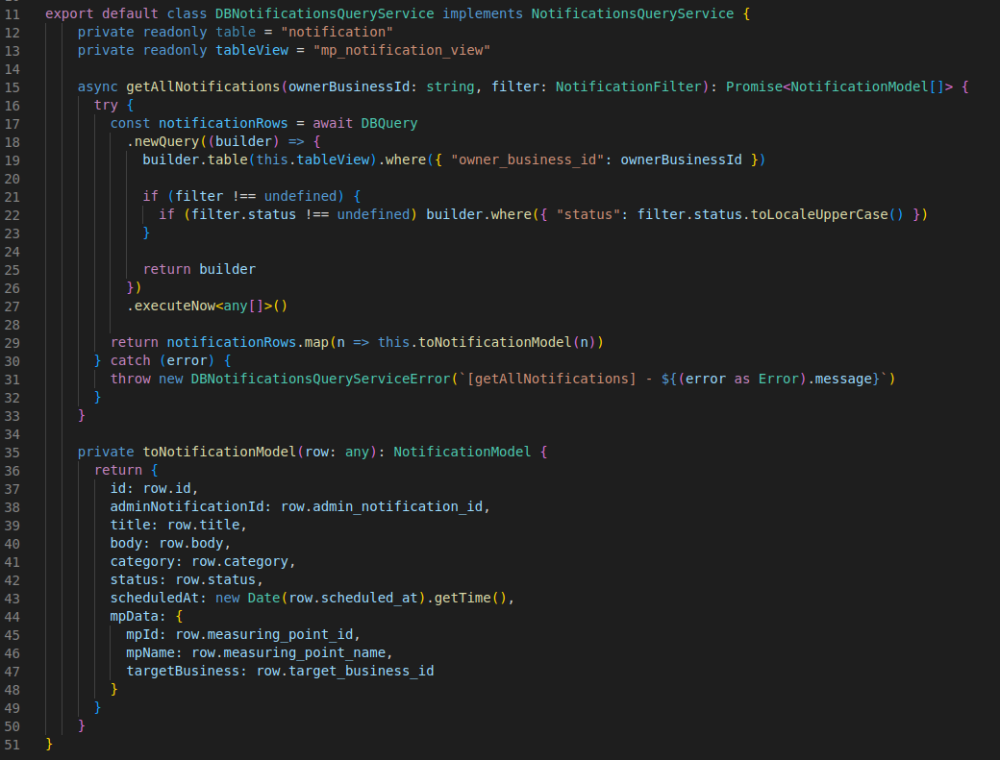 11 export default class DBNotificationsQueryService implements NotificationsQueryService {
12     private readonly table = "notification"
13     private readonly tableView = "mp_notification_view"
14
15     async getAllNotifications(ownerBusinessId: string, filter: NotificationFilter): Promise<NotificationModel[]> {
16       try {
17         const notificationRows = await DBQuery
18           .newQuery((builder) => {
19             builder.table(this.tableView).where({ "owner_business_id": ownerBusinessId })
20
21             if (filter !== undefined) {
22               if (filter.status !== undefined) builder.where({ "status": filter.status.toLocaleUpperCase() })
23             }
24
25             return builder
26           })
27           .executeNow<any[]>()
28
29         return notificationRows.map(n => this.toNotificationModel(n))
30       } catch (error) {
31         throw new DBNotificationsQueryServiceError(`[getAllNotifications] - ${(error as Error).message}`)
32       }
33     }
34
35     private toNotificationModel(row: any): NotificationModel {
36       return {
37         id: row.id,
38         adminNotificationId: row.admin_notification_id,
39         title: row.title,
40         body: row.body,
41         category: row.category,
42         status: row.status,
43         scheduledAt: new Date(row.scheduled_at).getTime(),
44         mpData: {
45           mpId: row.measuring_point_id,
46           mpName: row.measuring_point_name,
47           targetBusiness: row.target_business_id
48         }
49       }
50     }
51 }